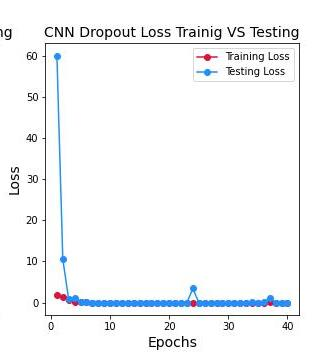 ng
CNN Dropout Loss Trainig VS Testing
60
50
40
30
20
10
0
Loss
Training Loss
Testing Loss
0 10 20 30 40
Epochs